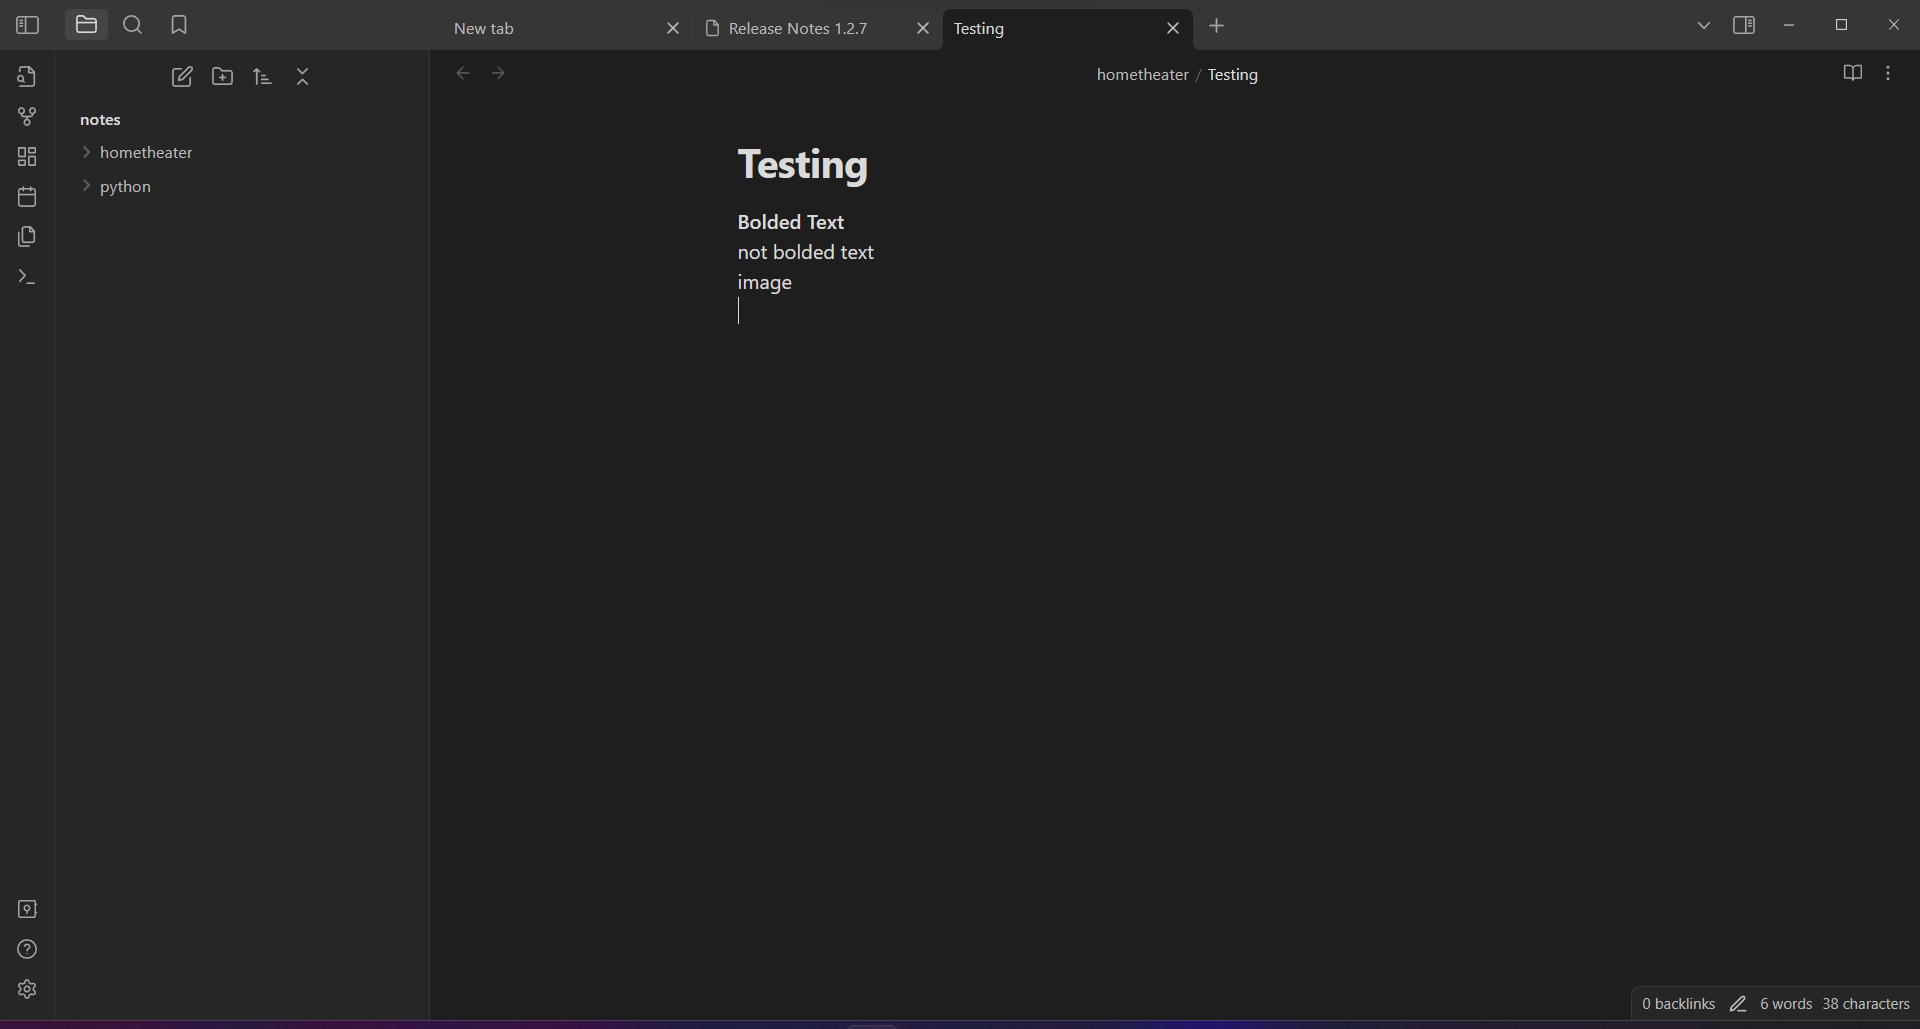 New tab
Release Notes 1.2.7
Testing
notes
hometheater
python
hometheater / Testing
Testing
Bolded Text
not bolded text
image
0 backlinks 6 words 38 characters